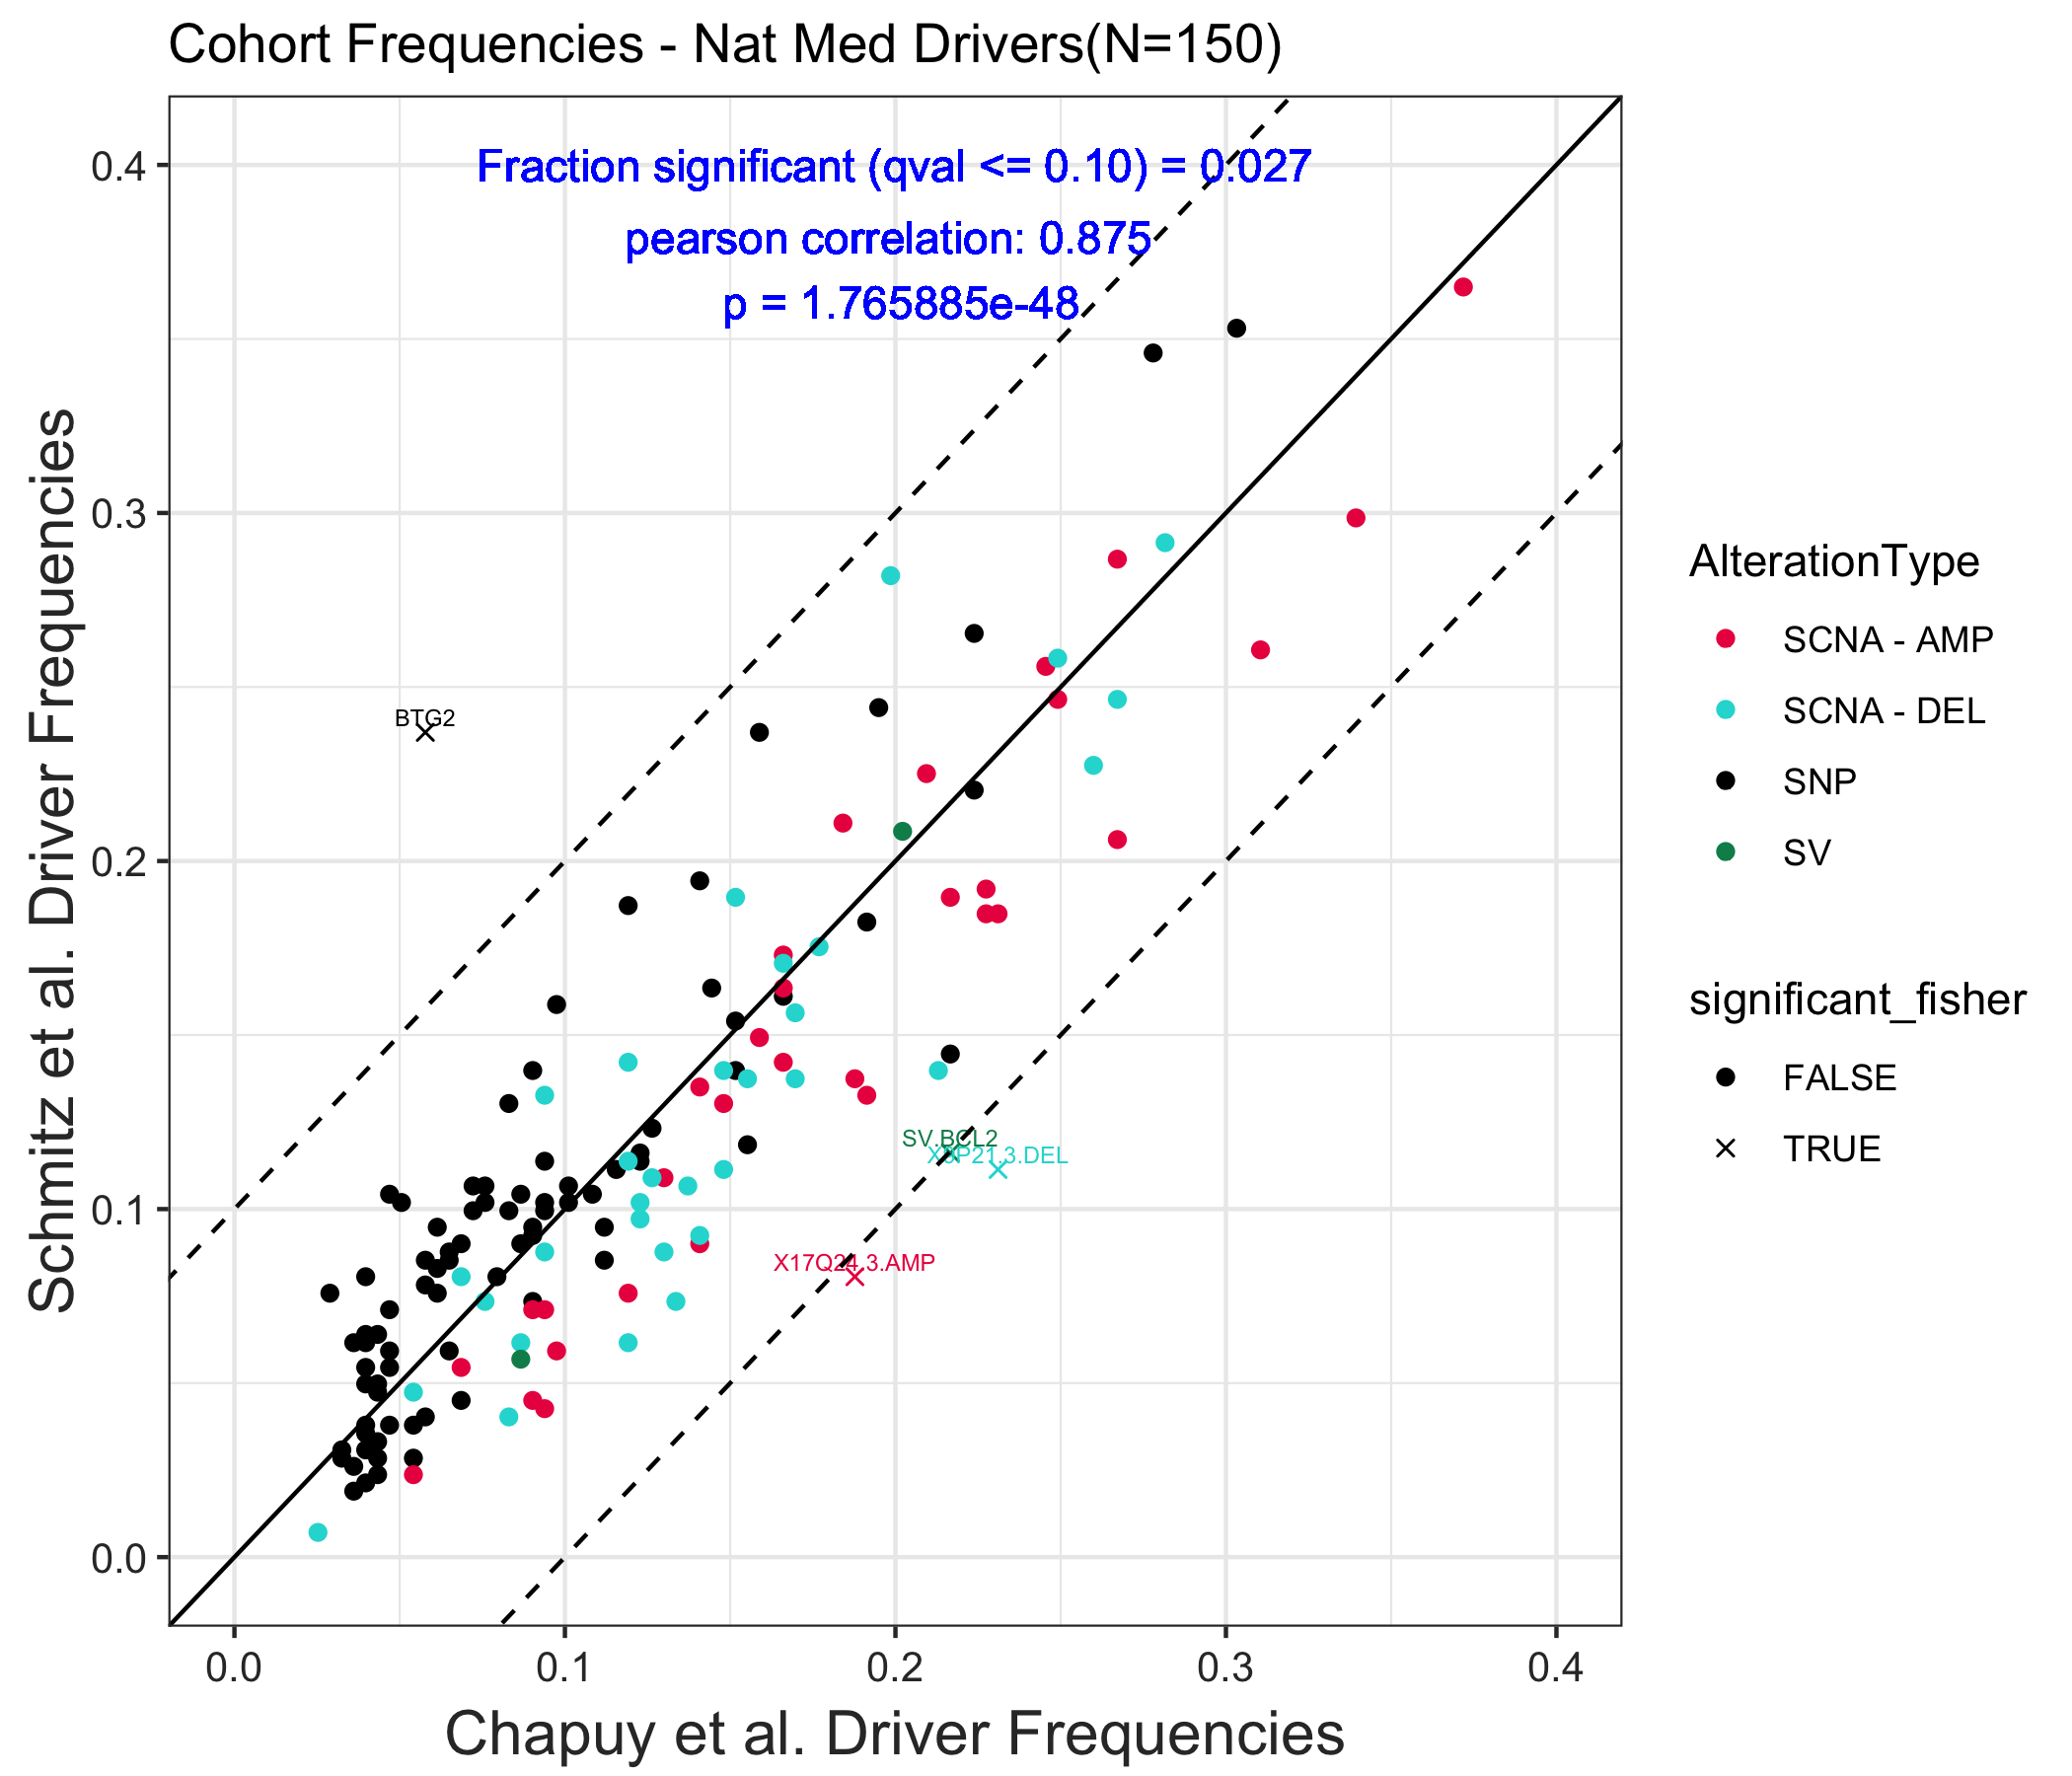 Cohort Frequencies - Nat Med Drivers(N=150)
Fraction significant (qval <= 0.10) = 0.027
pearson correlation: 0.875
p = 1.765885e-48
Schmitz et al. Driver Frequencies
0.4
0.3
0.2
0.1
0.0
BTG2
SV.BCL2
X17Q24.3.AMP
0.0
0.1
0.2
0.3
0.4
Chapuy et al. Driver Frequencies
AlterationType
SCNA - AMP
SCNA - DEL
SNP
SV
significant_fisher
FALSE
TRUE